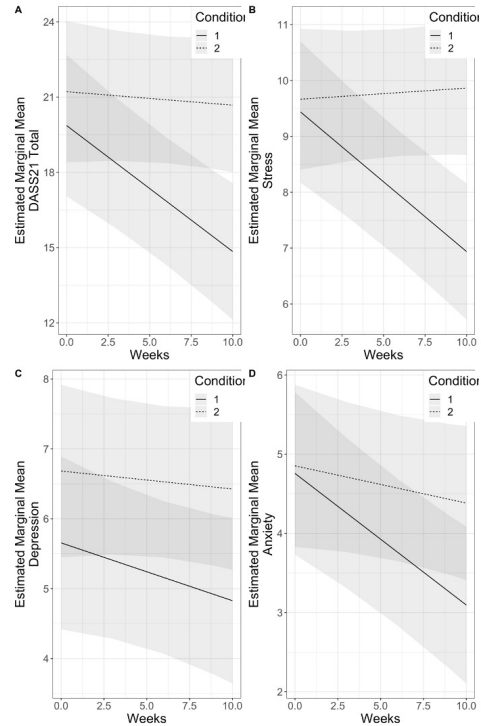 A
Condition
1
2
Estimated Marginal Mean
DASS21 Total
24
21
18
15
12
0.0 2.5 5.0 7.5 10.0
Weeks
B
Condition
1
2
Estimated Marginal Mean
Stress
11
10
9
8
7
6
0.0 2.5 5.0 7.5 10.0
Weeks
C
Condition
1
2
Estimated Marginal Mean
Depression
8
7
6
5
4
0.0 2.5 5.0 7.5 10.0
Weeks
D
Condition
1
2
Estimated Marginal Mean
Anxiety
6
5
4
3
2
0.0 2.5 5.0 7.5 10.0
Weeks